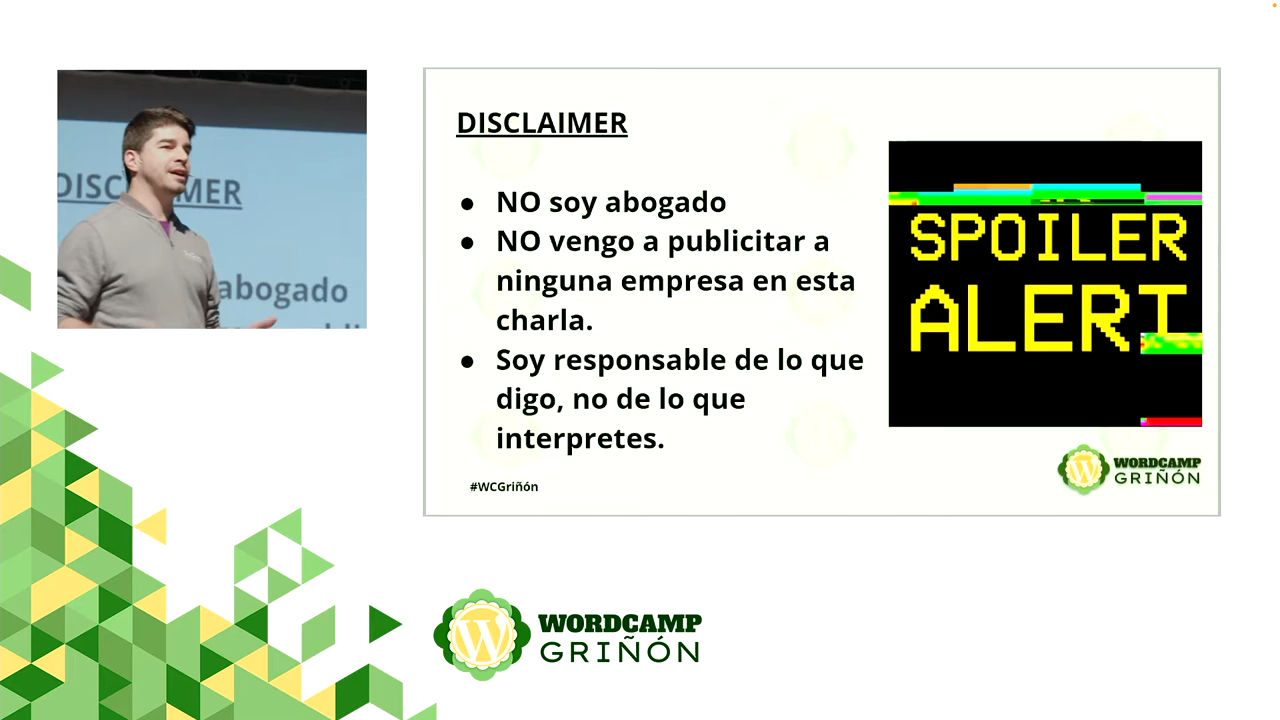 DISCLAIMER
abogado
DISCLAIMER
NO soy abogado
NO vengo a publicitar a
ninguna empresa en esta
charla.
Soy responsable de lo que
digo, no de lo que
interpretes.
#WCGriñón
SPOILER
ALERT
WORDCAMP
GRIÑÓN
WORDCAMP
GRIÑÓN